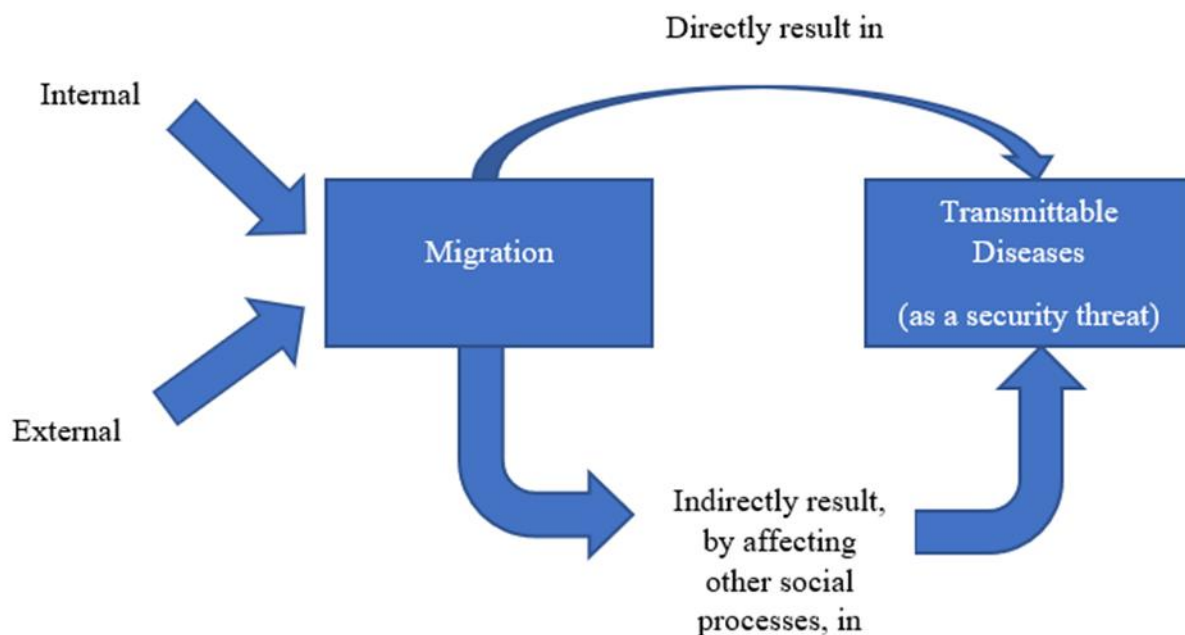 Directly result in
Internal
Migration
Transmittable
Diseases
(as a security threat)
External
Indirectly result,
by affecting
other social
processes, in